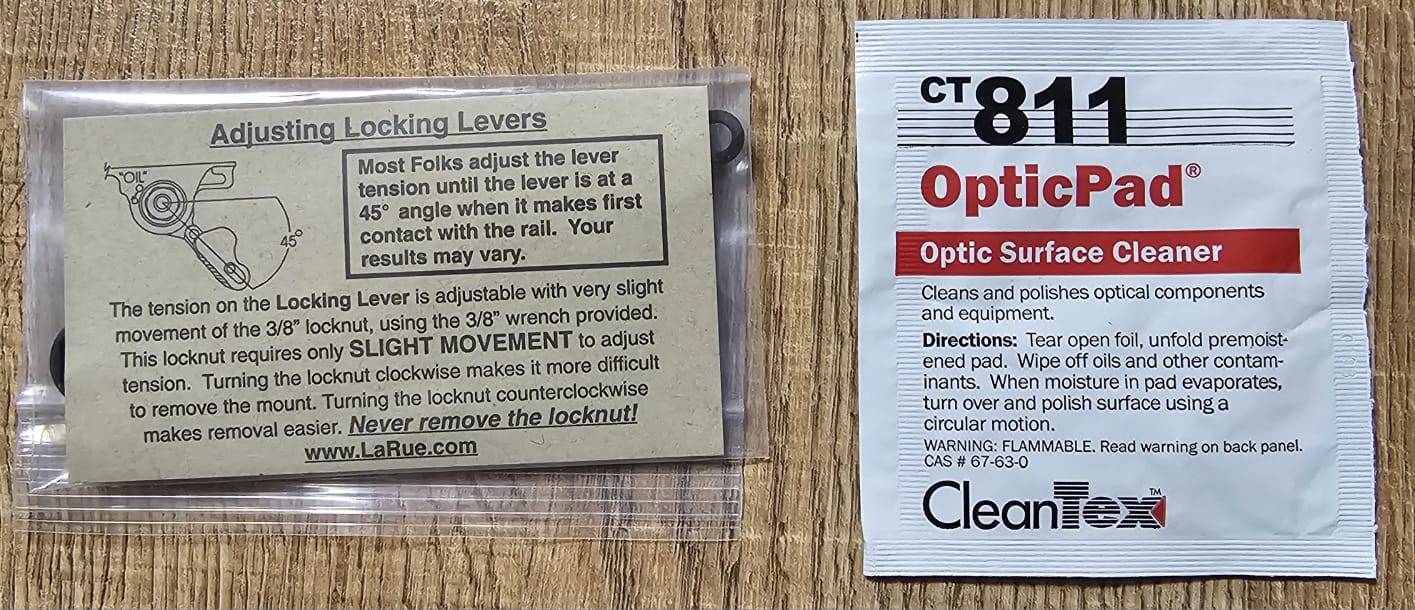 Adjusting Locking Levers
"OIL"
45°
Most Folks adjust the lever
tension until the lever is at a
45° angle when it makes first
contact with the rail.  Your
results may vary.
The tension on the Locking Lever is adjustable with very slight
movement of the 3/8" locknut, using the 3/8" wrench provided.
This locknut requires only SLIGHT MOVEMENT to adjust
tension.  Turning the locknut clockwise makes it more difficult
to remove the mount. Turning the locknut counterclockwise
makes removal easier. Never remove the locknut!
www.LaRue.com
CT811
OpticPad®
Optic Surface Cleaner
Cleans and polishes optical components
and equipment.
Directions:  Tear open foil, unfold premoist-
ened pad.  Wipe off oils and other contam-
inants.  When moisture in pad evaporates,
turn over and polish surface using a
circular motion.
WARNING: FLAMMABLE. Read warning on back panel.
CAS # 67-63-0
CleanTex™